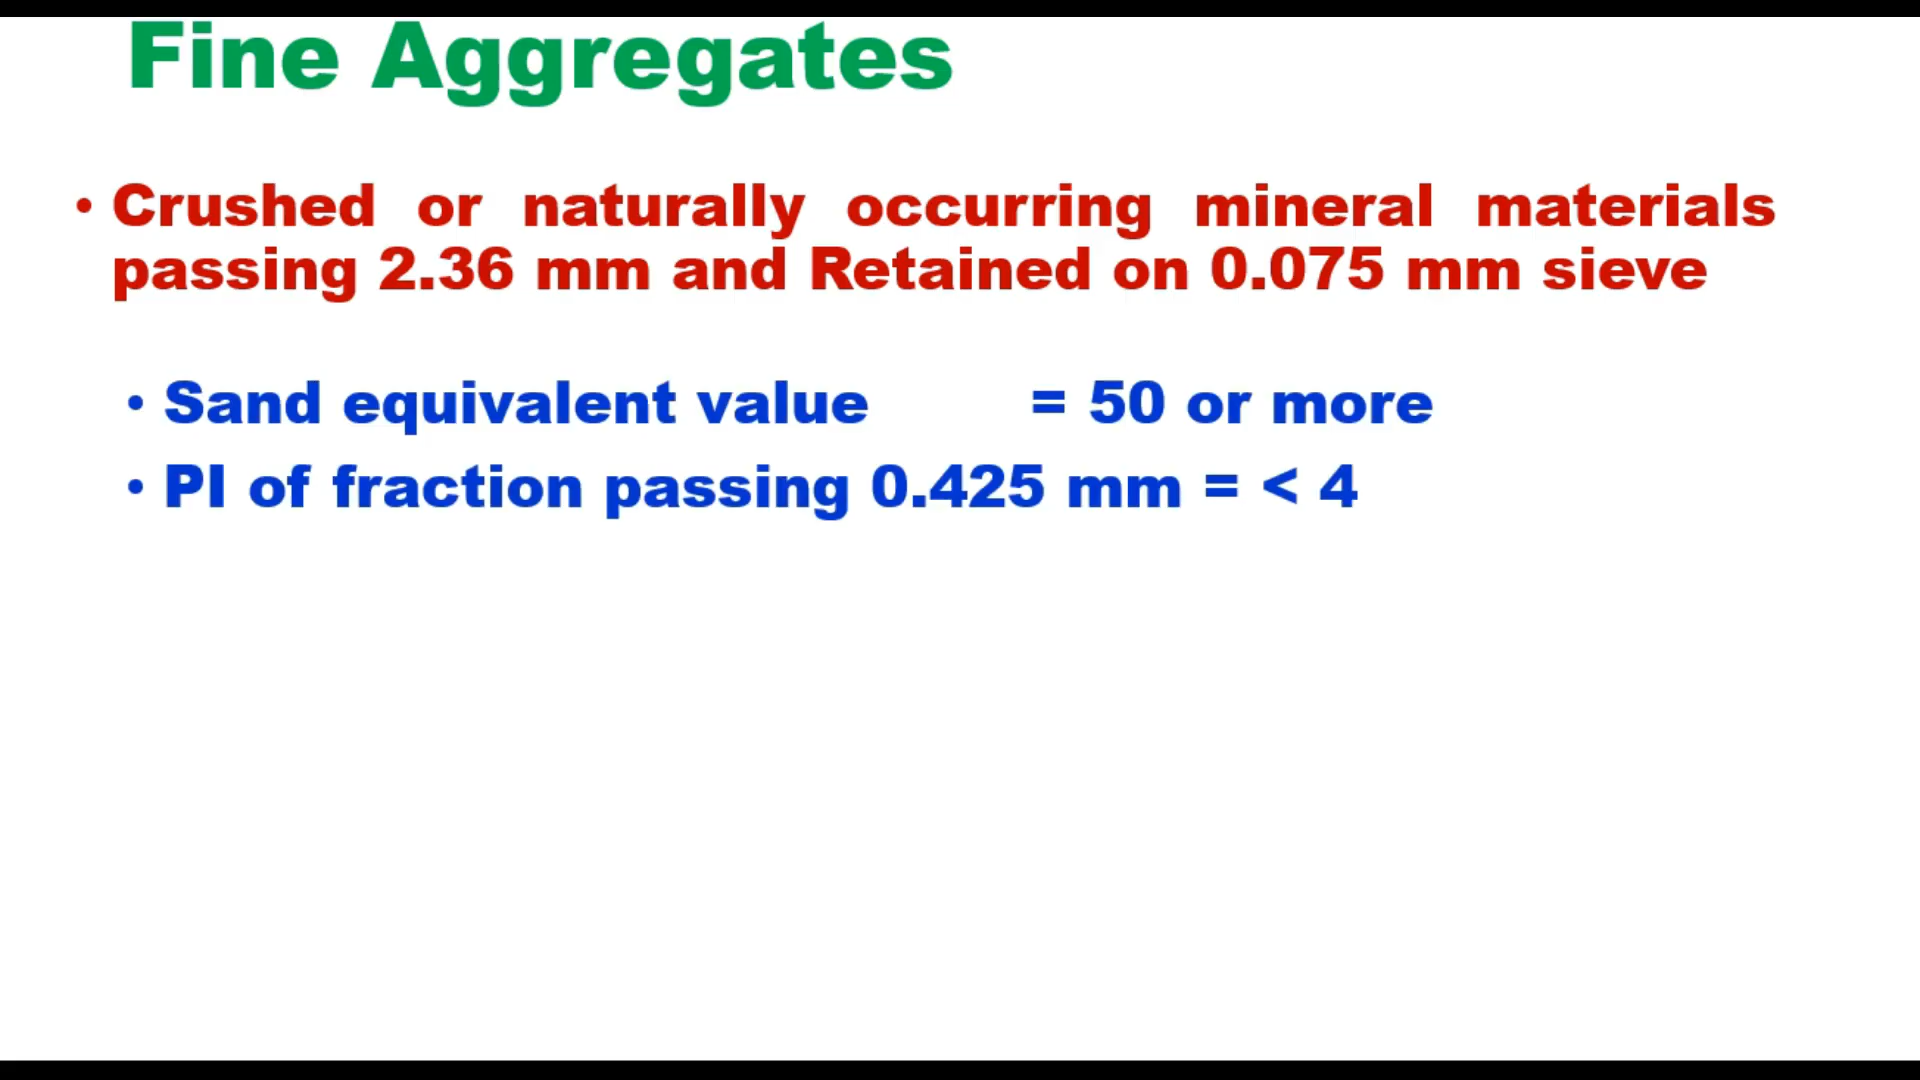 Fine Aggregates
• Crushed or naturally occurring mineral materials
passing 2.36 mm and Retained on 0.075 mm sieve
• Sand equivalent value = 50 or more
• PI of fraction passing 0.425 mm = < 4